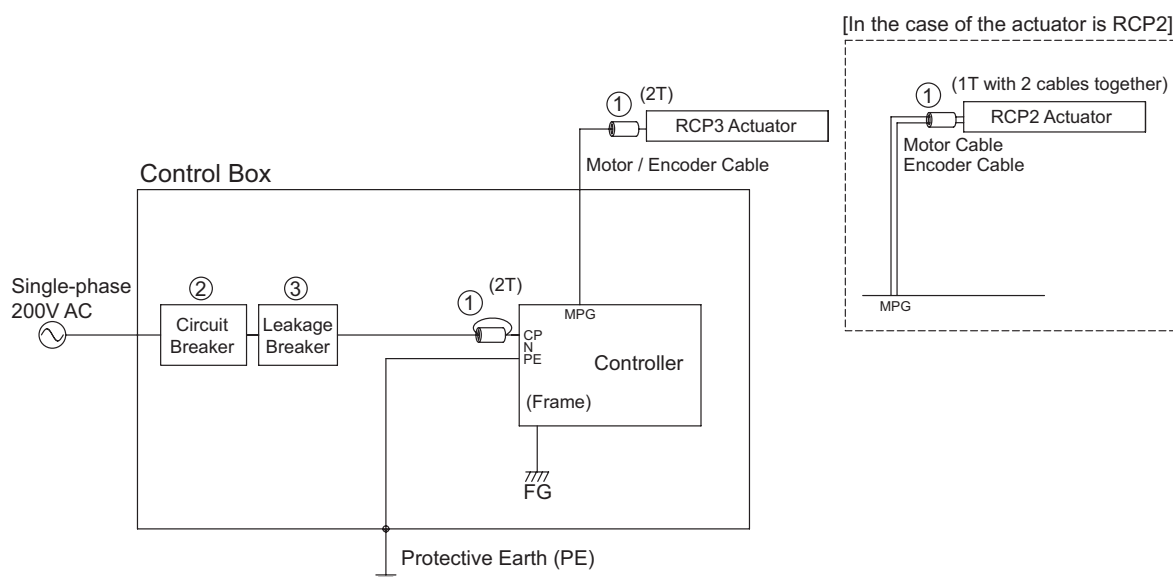 [In the case of the actuator is RCP2]
① (2T)
RCP3 Actuator
Motor / Encoder Cable
① (1T with 2 cables together)
RCP2 Actuator
Motor Cable
Encoder Cable
MPG
Control Box
Single-phase
200V AC
②
Circuit
Breaker
③
Leakage
Breaker
① (2T)
MPG
CP
N
PE
Controller
(Frame)
FG
Protective Earth (PE)